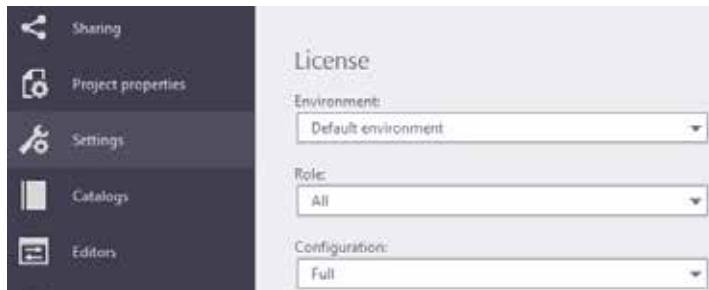 Sharing
Project properties
Settings
Catalogs
Editors
License
Environment:
Default environment
Role:
All
Configuration:
Full